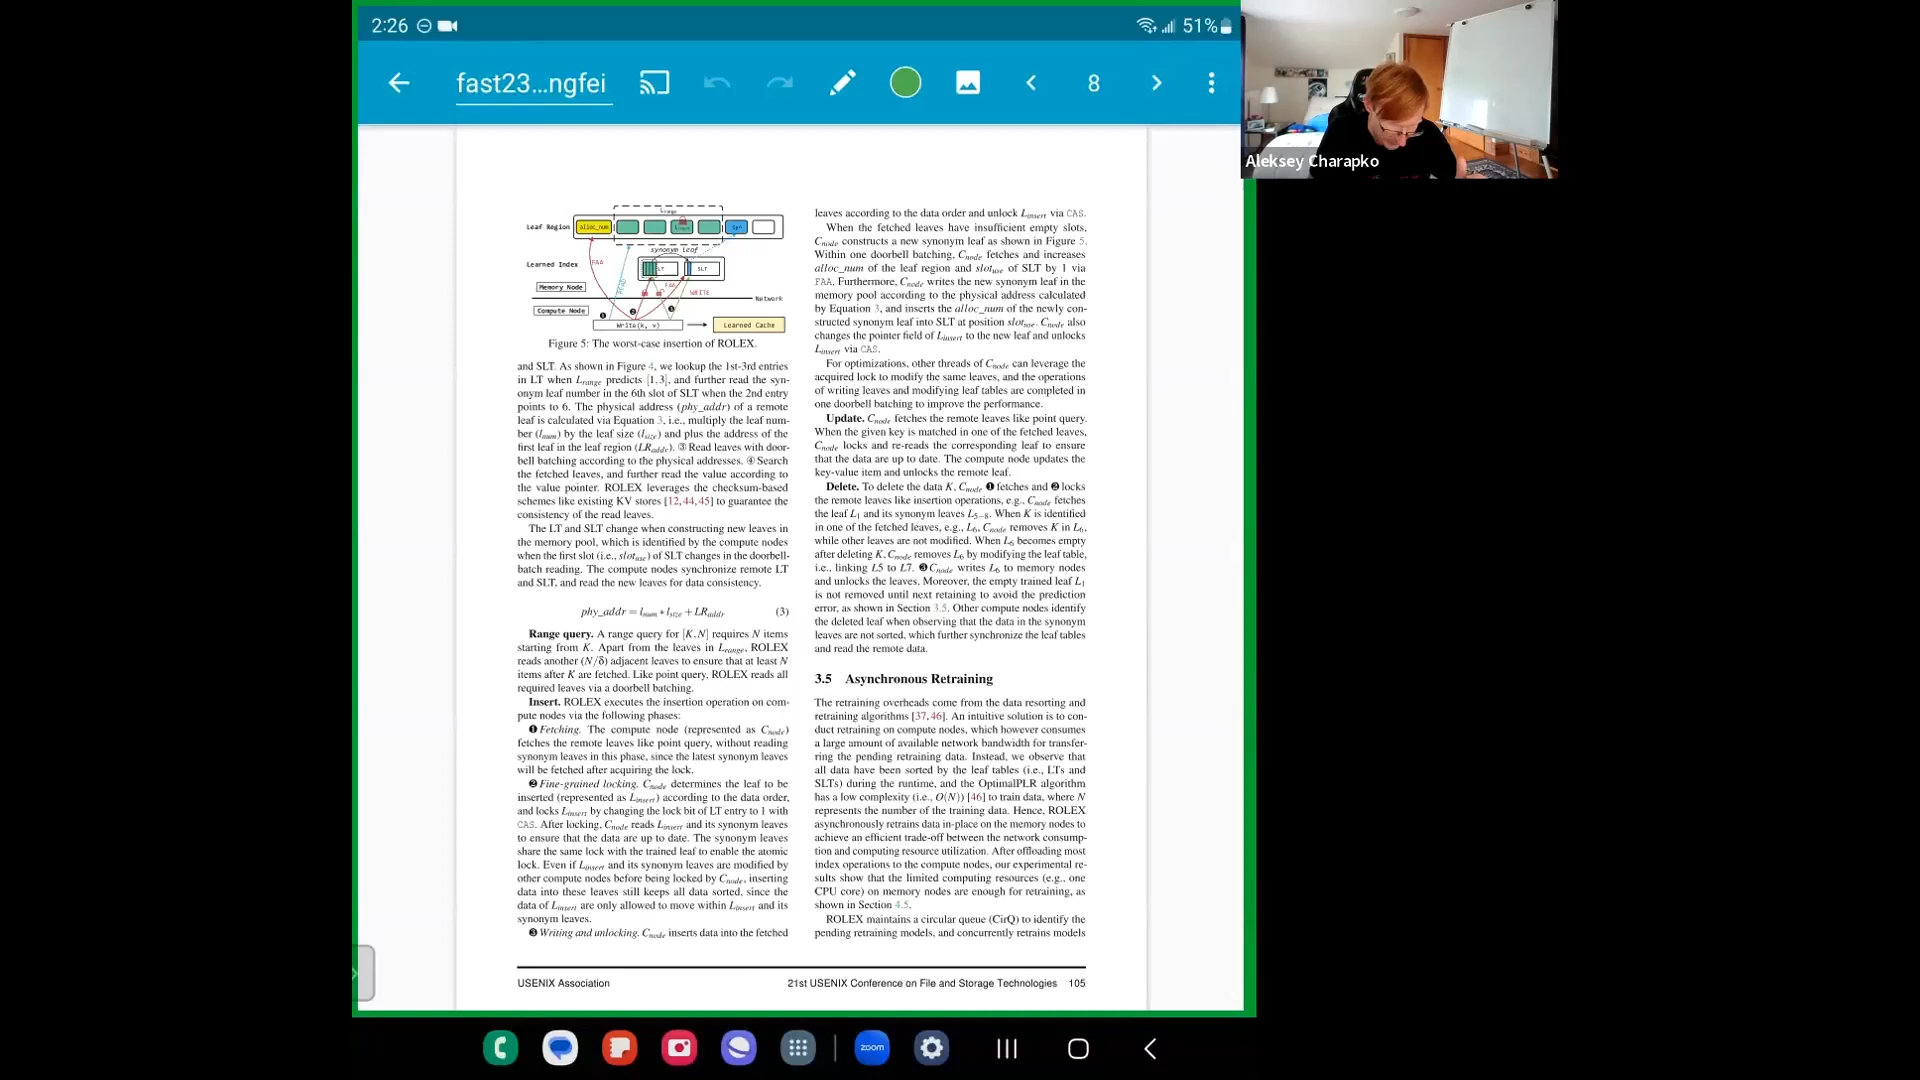 2:26
51%
fast23...ngfei
8
Aleksey Charapko
Leaf Region
alloc_num
L_range
Syn
synonym leaf
Learned Index
LT
SLT
FAA
READ
FAA
WRITE
Memory Node
Network
Compute Node
Write(k, v)
Learned Cache
Figure 5: The worst-case insertion of ROLEX.
and SLT. As shown in Figure 4, we lookup the 1st-3rd entries
in LT when L_range predicts [1,3], and further read the syn-
onym leaf number in the 6th slot of SLT when the 2nd entry
points to 6. The physical address (phy_addr) of a remote
leaf is calculated via Equation 3, i.e., multiply the leaf num-
ber (l_num) by the leaf size (l_size) and plus the address of the
first leaf in the leaf region (LR_addr). ③ Read leaves with door-
bell batching according to the physical addresses. ④ Search
the fetched leaves, and further read the value according to
the value pointer. ROLEX leverages the checksum-based
schemes like existing KV stores [12,44,45] to guarantee the
consistency of the read leaves.
The LT and SLT change when constructing new leaves in
the memory pool, which is identified by the compute nodes
when the first slot (i.e., slot_use) of SLT changes in the doorbell-
batch reading. The compute nodes synchronize remote LT
and SLT, and read the new leaves for data consistency.
phy_addr = l_num * l_size + LR_addr (3)
Range query. A range query for [K,N] requires N items
starting from K. Apart from the leaves in L_range, ROLEX
reads another (N/δ) adjacent leaves to ensure that at least N
items after K are fetched. Like point query, ROLEX reads all
required leaves via a doorbell batching.
Insert. ROLEX executes the insertion operation on com-
pute nodes via the following phases:
❶ Fetching. The compute node (represented as C_node)
fetches the remote leaves like point query, without reading
synonym leaves in this phase, since the latest synonym leaves
will be fetched after acquiring the lock.
❷ Fine-grained locking. C_node determines the leaf to be
inserted (represented as L_insert) according to the data order,
and locks L_insert by changing the lock bit of LT entry to 1 with
CAS. After locking, C_node reads L_insert and its synonym leaves
to ensure that the data are up to date. The synonym leaves
share the same lock with the trained leaf to enable the atomic
lock. Even if L_insert and its synonym leaves are modified by
other compute nodes before being locked by C_node, inserting
data into these leaves still keeps all data sorted, since the
data of L_insert are only allowed to move within L_insert and its
synonym leaves.
❸ Writing and unlocking. C_node inserts data into the fetched
leaves according to the data order and unlock L_insert via CAS.
When the fetched leaves have insufficient empty slots,
C_node constructs a new synonym leaf as shown in Figure 5.
Within one doorbell batching, C_node fetches and increases
alloc_num of the leaf region and slot_use of SLT by 1 via
FAA. Furthermore, C_node writes the new synonym leaf in the
memory pool according to the physical address calculated
by Equation 3, and inserts the alloc_num of the newly con-
structed synonym leaf into SLT at position slot_use. C_node also
changes the pointer field of L_insert to the new leaf and unlocks
L_insert via CAS.
For optimizations, other threads of C_node can leverage the
acquired lock to modify the same leaves, and the operations
of writing leaves and modifying leaf tables are completed in
one doorbell batching to improve the performance.
Update. C_node fetches the remote leaves like point query.
When the given key is matched in one of the fetched leaves,
C_node locks and re-reads the corresponding leaf to ensure
that the data are up to date. The compute node updates the
key-value item and unlocks the remote leaf.
Delete. To delete the data K, C_node ❶ fetches and ❷ locks
the remote leaves like insertion operations, e.g., C_node fetches
the leaf L_1 and its synonym leaves L_5−8. When K is identified
in one of the fetched leaves, e.g., L_6, C_node removes K in L_6,
while other leaves are not modified. When L_6 becomes empty
after deleting K, C_node removes L_6 by modifying the leaf table,
i.e., linking L5 to L7. ❸ C_node writes L_6 to memory nodes
and unlocks the leaves. Moreover, the empty trained leaf L_1
is not removed until next retaining to avoid the prediction
error, as shown in Section 3.5. Other compute nodes identify
the deleted leaf when observing that the data in the synonym
leaves are not sorted, which further synchronize the leaf tables
and read the remote data.
3.5 Asynchronous Retraining
The retraining overheads come from the data resorting and
retraining algorithms [37,46]. An intuitive solution is to con-
duct retraining on compute nodes, which however consumes
a large amount of available network bandwidth for transfer-
ring the pending retraining data. Instead, we observe that
all data have been sorted by the leaf tables (i.e., LTs and
SLTs) during the runtime, and the OptimalPLR algorithm
has a low complexity (i.e., O(N)) [46] to train data, where N
represents the number of the training data. Hence, ROLEX
asynchronously retrains data in-place on the memory nodes to
achieve an efficient trade-off between the network consump-
tion and computing resource utilization. After offloading most
index operations to the compute nodes, our experimental re-
sults show that the limited computing resources (e.g., one
CPU core) on memory nodes are enough for retraining, as
shown in Section 4.5.
ROLEX maintains a circular queue (CirQ) to identify the
pending retraining models, and concurrently retrains models
USENIX Association
21st USENIX Conference on File and Storage Technologies 105
zoom